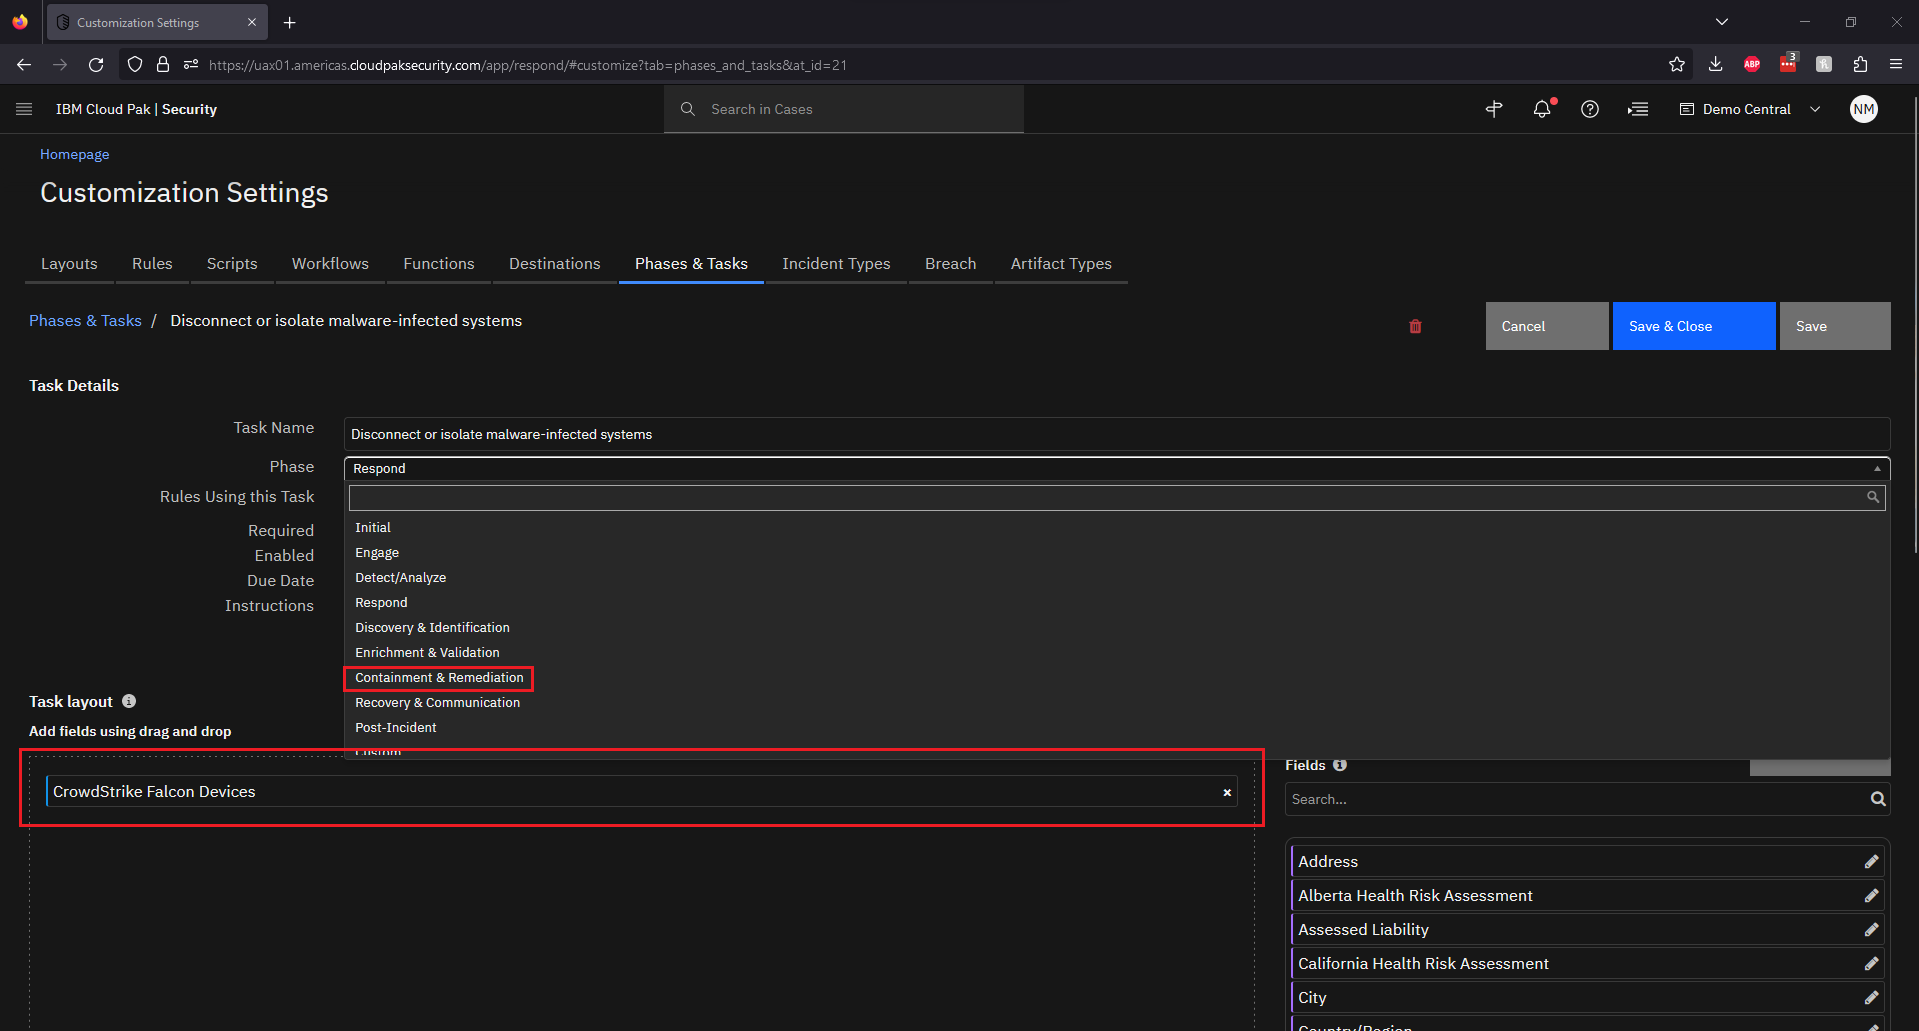 Customization Settings
https://uax01.americas.cloudpaksecurity.com/app/respond/#customize?tab=phases_and_tasks&at_id=21
ABP
3
IBM Cloud Pak | Security
Search in Cases
Demo Central
NM
Homepage
Customization Settings
Layouts
Rules
Scripts
Workflows
Functions
Destinations
Phases & Tasks
Incident Types
Breach
Artifact Types
Phases & Tasks / Disconnect or isolate malware-infected systems
Cancel
Save & Close
Save
Task Details
Task Name
Disconnect or isolate malware-infected systems
Phase
Respond
Rules Using this Task
Required
Enabled
Due Date
Instructions
Initial
Engage
Detect/Analyze
Respond
Discovery & Identification
Enrichment & Validation
Containment & Remediation
Recovery & Communication
Post-Incident
Custom
Task layout
Add fields using drag and drop
CrowdStrike Falcon Devices
Fields
Search...
Address
Alberta Health Risk Assessment
Assessed Liability
California Health Risk Assessment
City
Country/Region